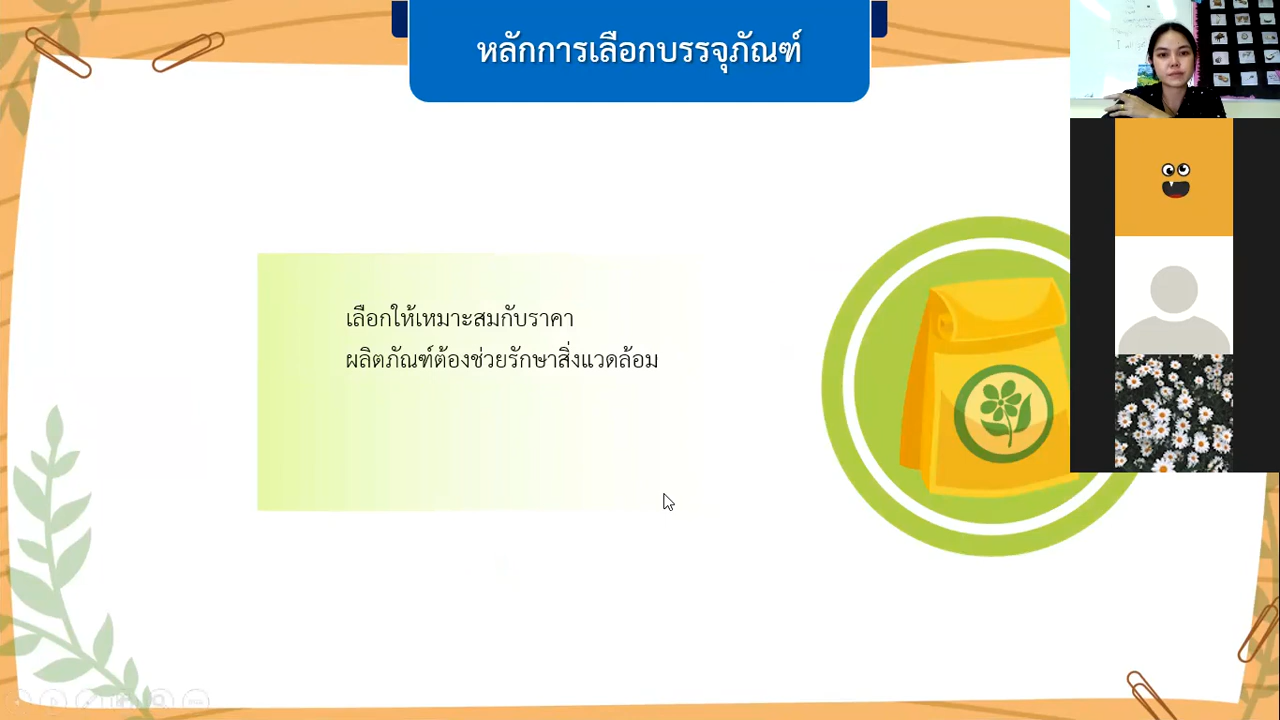 หลักการเลือกบรรจุภัณฑ์
เลือกให้เหมาะสมกับราคา
ผลิตภัณฑ์ต้องช่วยรักษาสิ่งแวดล้อม